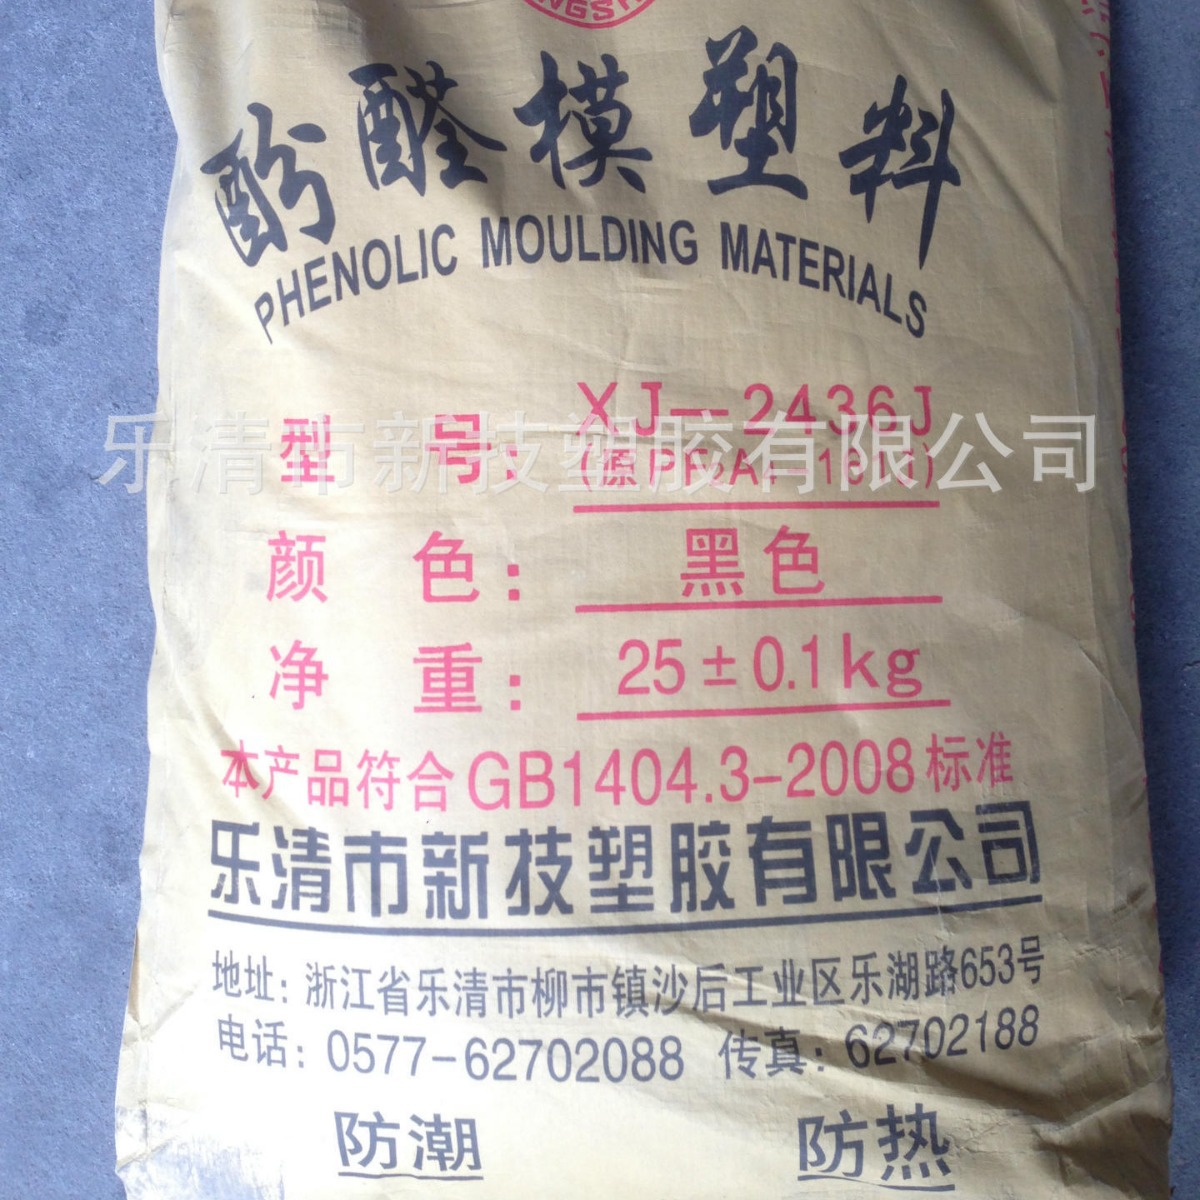 酚醛模塑料
PHENOLIC MOULDING MATERIALS
型 号: XJ-2436J
乐清市新技塑胶有限公司
颜 色: 黑色
净 重: 25±0.1kg
本产品符合GB1404.3-2008标准
乐清市新技塑胶有限公司
地址: 浙江省乐清市柳市镇沙后工业区乐湖路653号
电话: 0577-62702088 传真: 62702188
防潮 防热